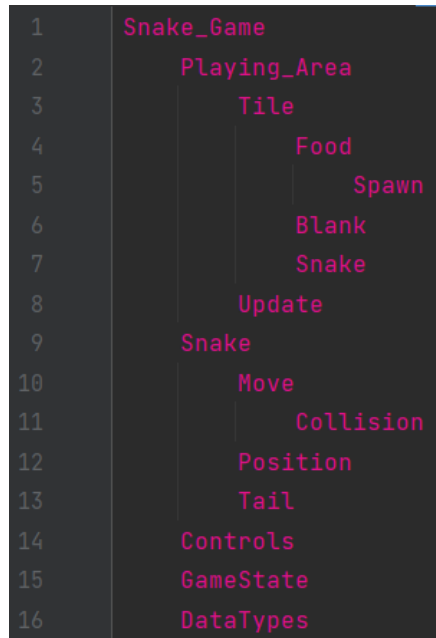 1 Snake_Game
2 Playing_Area
3 Tile
4 Food
5 Spawn
6 Blank
7 Snake
8 Update
9 Snake
10 Move
11 Collision
12 Position
13 Tail
14 Controls
15 GameState
16 DataTypes